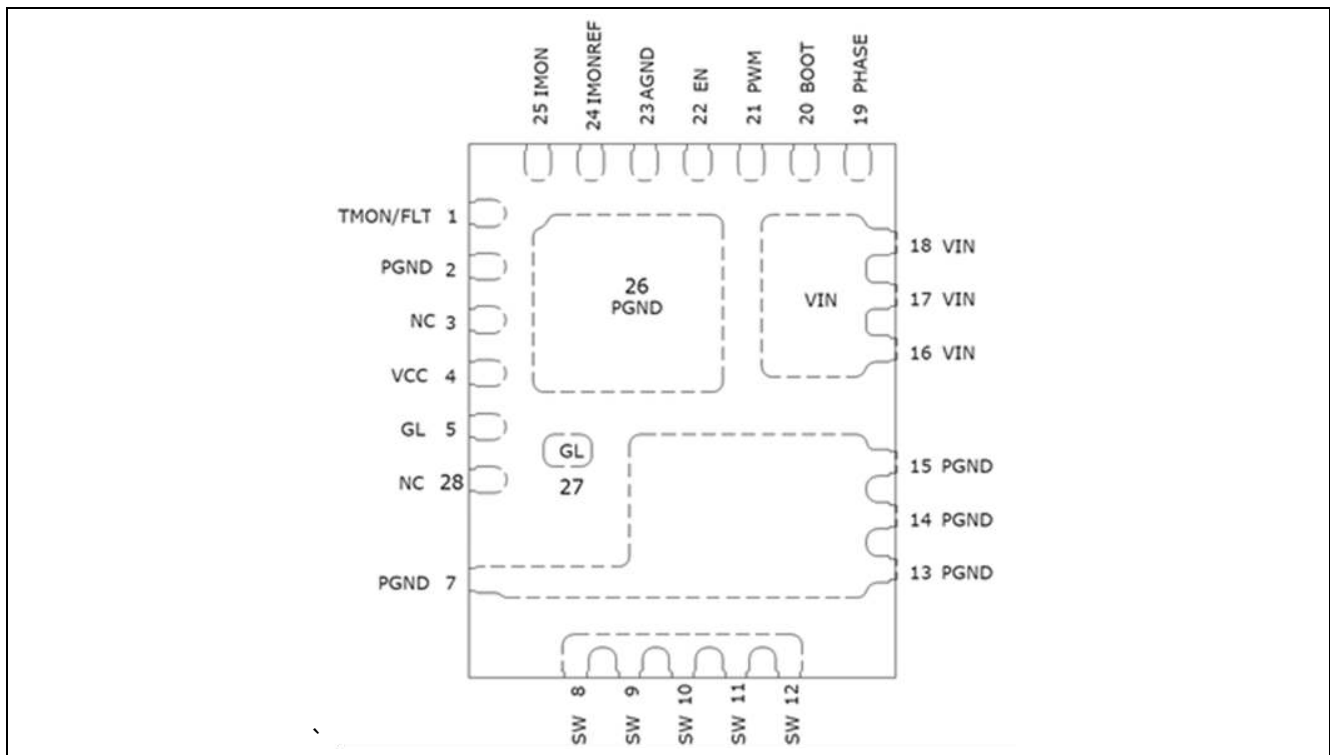 25 IMON
24 IMONREF
23 AGND
22 EN
21 PWM
20 BOOT
19 PHASE
TMON/FLT 1
PGND 2
NC 3
VCC 4
GL 5
NC 28
PGND 7
26
PGND
VIN
GL
27
18 VIN
17 VIN
16 VIN
15 PGND
14 PGND
13 PGND
SW 8
SW 9
SW 10
SW 11
SW 12